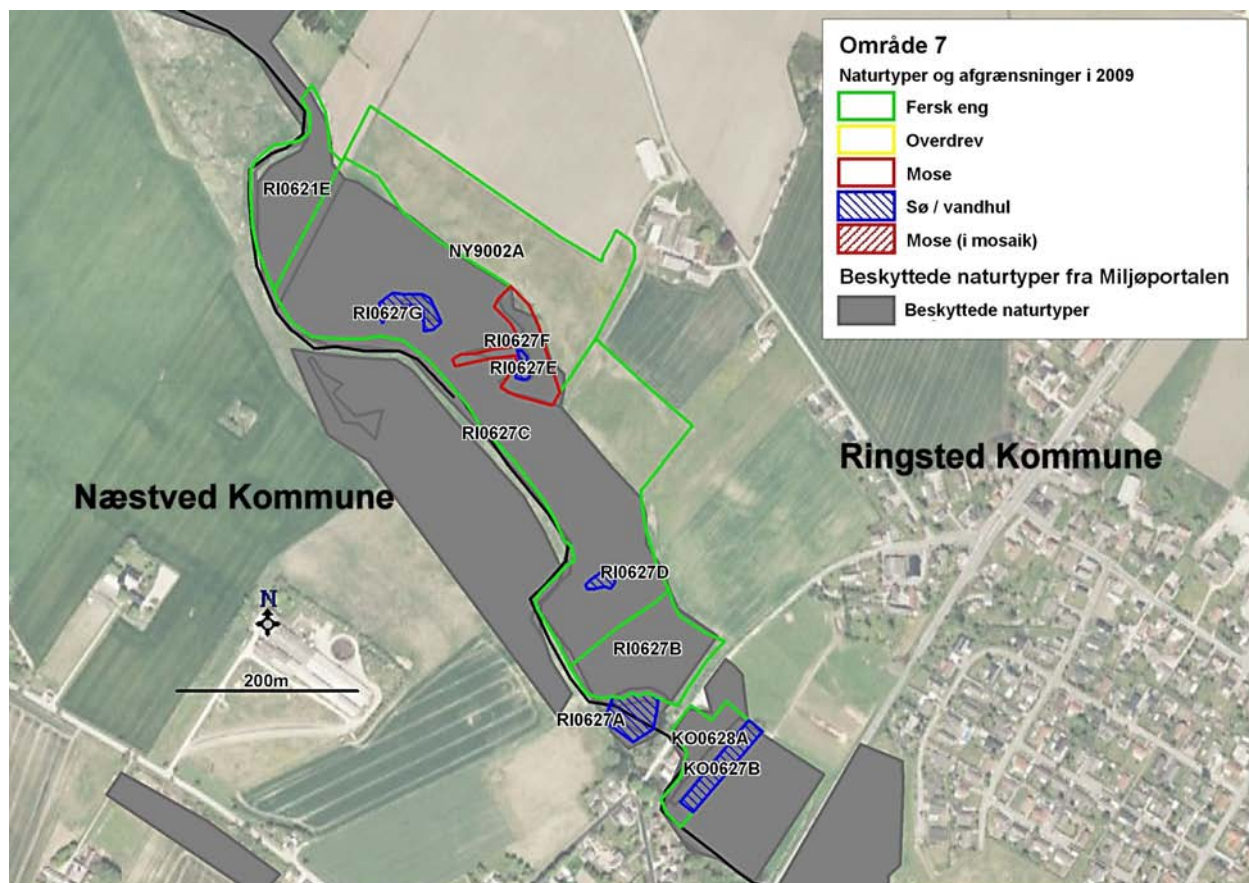 Område 7
Naturtyper og afgrænsninger i 2009
Fersk eng
Overdrev
Mose
Sø / vandhul
Mose (i mosaik)
Beskyttede naturtyper fra Miljøportalen
Beskyttede naturtyper
RI0621E
NY9002A
RI0627G
RI0627F
RI0627E
RI0627C
Ringsted Kommune
Næstved Kommune
RI0627D
N
RI0627B
200m
RI0627A
KO0628A
KO0627B